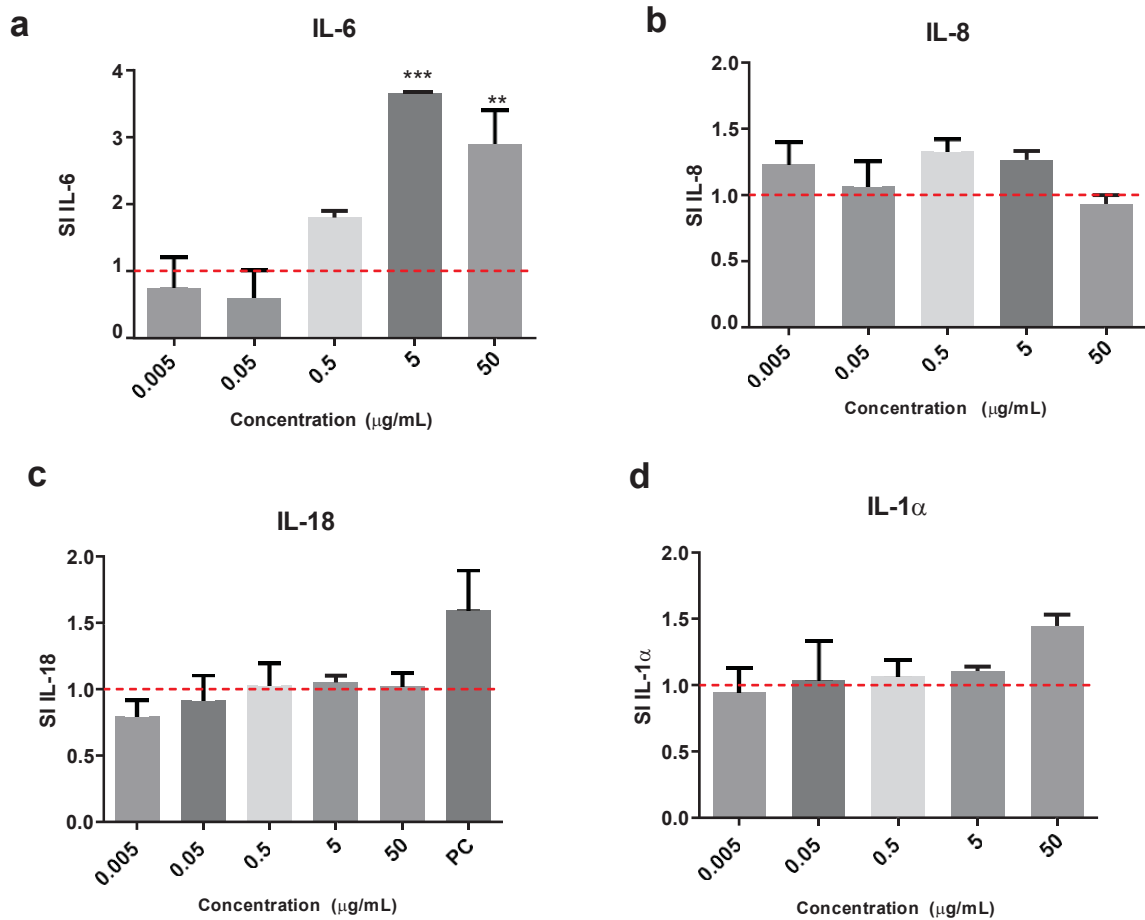 a
IL-6
SI IL-6
4
3
2
1
0
***
**
0.005 0.05 0.5 5 50
Concentration (μg/mL)
b
IL-8
SI IL-8
2.0
1.5
1.0
0.5
0.0
0.005 0.05 0.5 5 50
Concentration (μg/mL)
c
IL-18
SI IL-18
2.0
1.5
1.0
0.5
0.0
0.005 0.05 0.5 5 50 PC
Concentration (μg/mL)
d
IL-1α
SI IL-1α
2.0
1.5
1.0
0.5
0.0
0.005 0.05 0.5 5 50
Concentration (μg/mL)